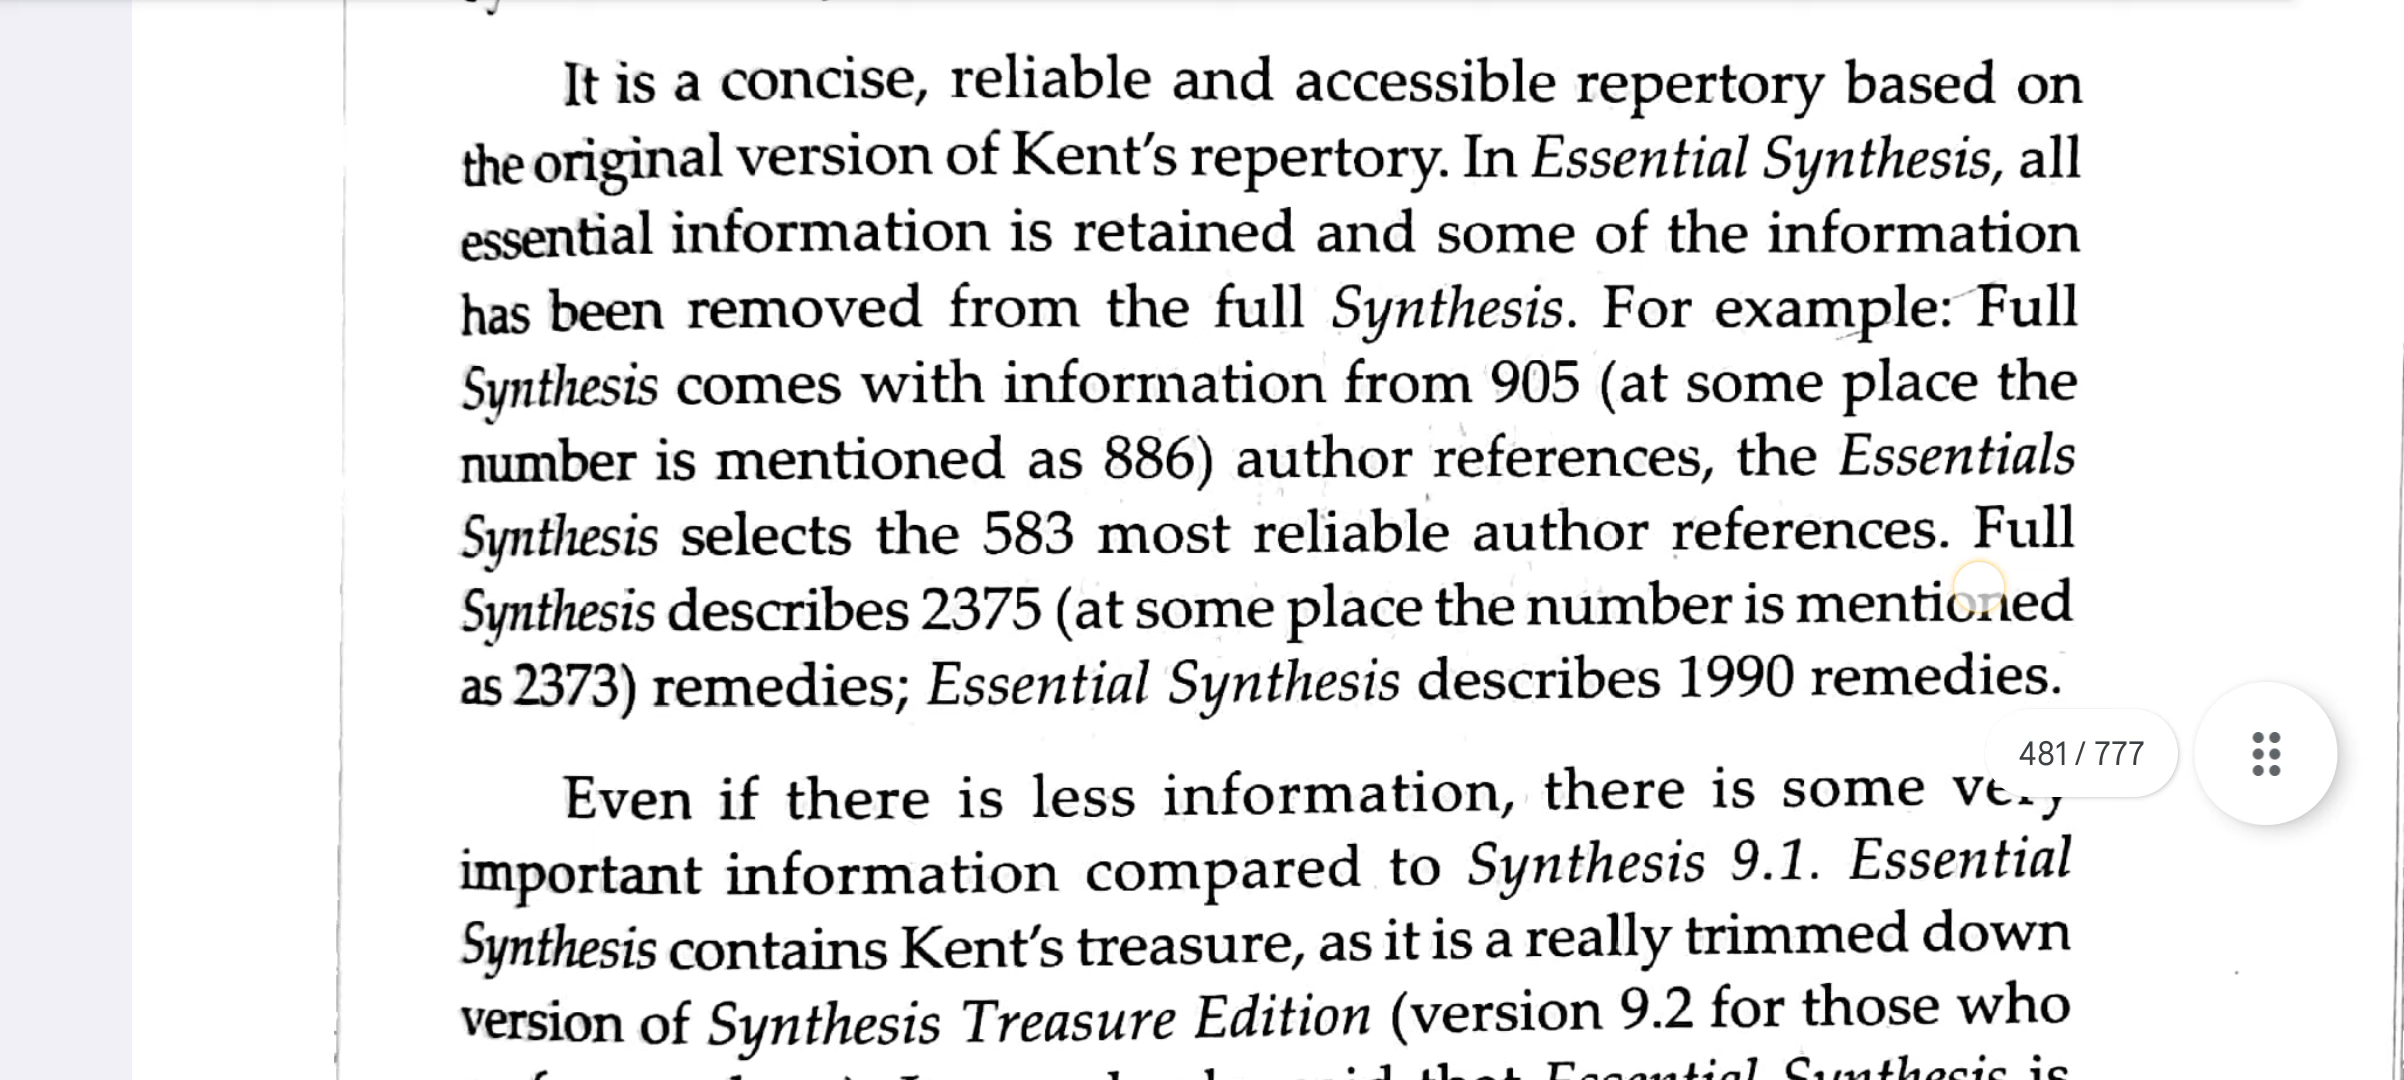 It is a concise, reliable and accessible repertory based on
the original version of Kent's repertory. In Essential Synthesis, all
essential information is retained and some of the information
has been removed from the full Synthesis. For example: Full
Synthesis comes with information from 905 (at some place the
number is mentioned as 886) author references, the Essentials
Synthesis selects the 583 most reliable author references. Full
Synthesis describes 2375 (at some place the number is mentioned
as 2373) remedies; Essential Synthesis describes 1990 remedies.
481 / 777
Even if there is less information, there is some very
important information compared to Synthesis 9.1. Essential
Synthesis contains Kent's treasure, as it is a really trimmed down
version of Synthesis Treasure Edition (version 9.2 for those who
said that Essential Synthesis is